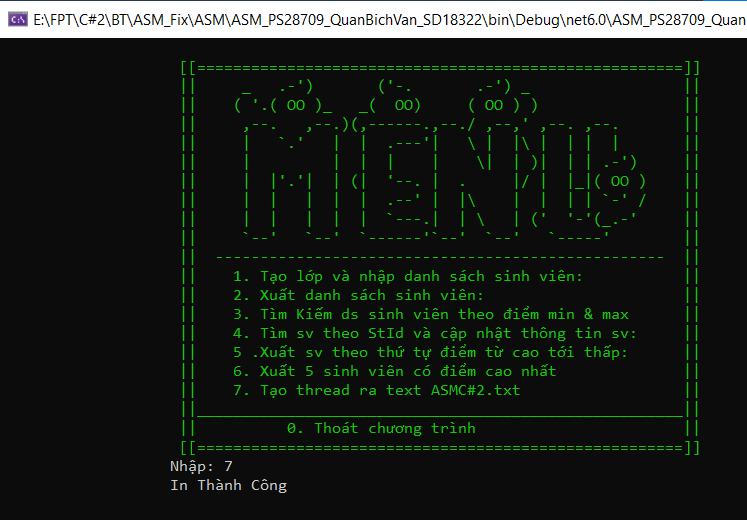 E:\FPT\C#2\BT\ASM_Fix\ASM\ASM_PS28709_QuanBichVan_SD18322\bin\Debug\net6.0\ASM_PS28709_Quan
MENU
1. Tạo lớp và nhập danh sách sinh viên:
2. Xuất danh sách sinh viên:
3. Tìm Kiếm ds sinh viên theo điểm min & max
4. Tìm sv theo StId và cập nhật thông tin sv:
5 .Xuất sv theo thứ tự điểm từ cao tới thấp:
6. Xuất 5 sinh viên có điểm cao nhất
7. Tạo thread ra text ASMC#2.txt
0. Thoát chương trình
Nhập: 7
In Thành Công